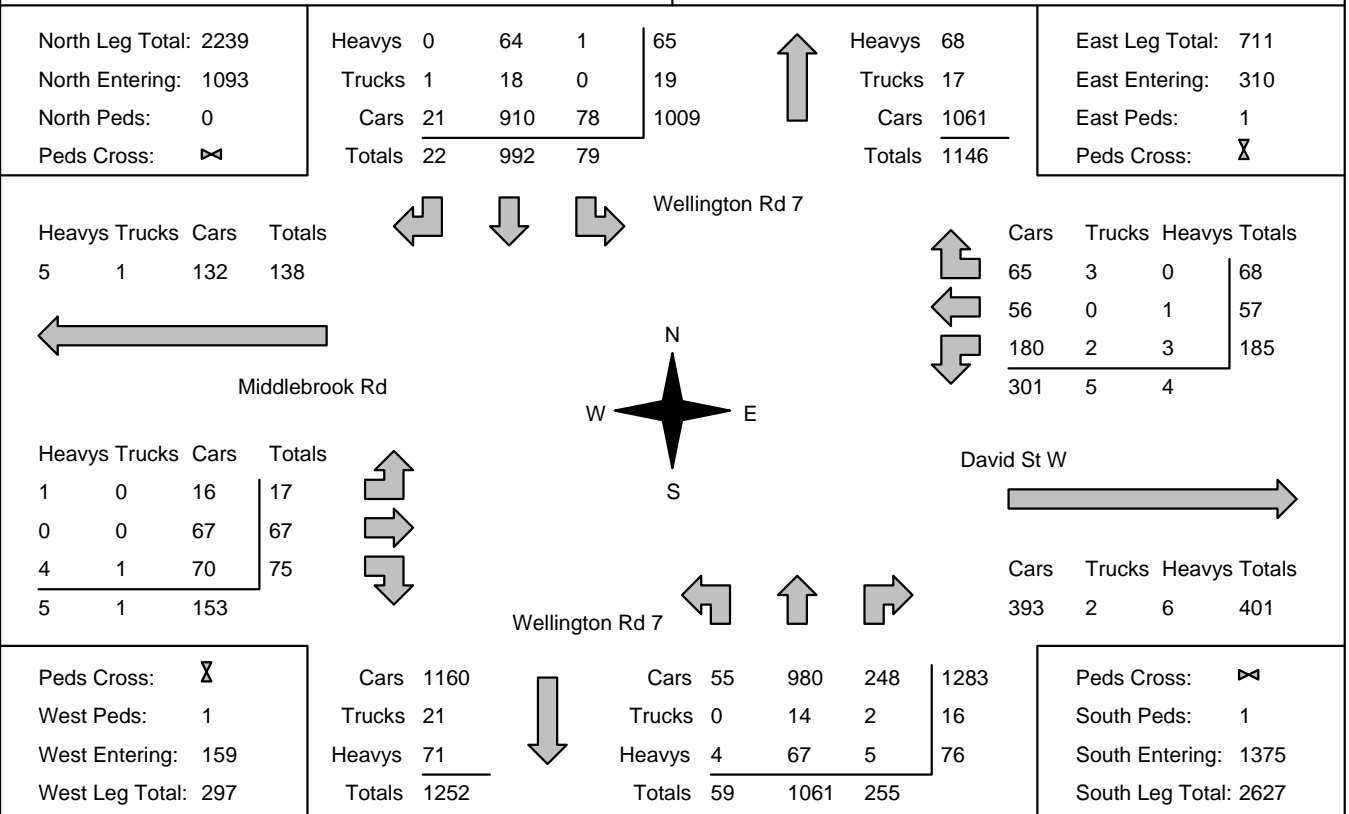 North Leg Total: 2239
North Entering: 1093
North Peds: 0
Peds Cross:
Heavys 0 64 1 65
Trucks 1 18 0 19
Cars 21 910 78 1009
Totals 22 992 79
Heavys 68
Trucks 17
Cars 1061
Totals 1146
East Leg Total: 711
East Entering: 310
East Peds: 1
Peds Cross:
Wellington Rd 7
Heavys Trucks Cars Totals
5 1 132 138
Cars Trucks Heavys Totals
65 3 0 68
56 0 1 57
180 2 3 185
301 5 4
Middlebrook Rd
N
W E
S
Heavys Trucks Cars Totals
1 0 16 17
0 0 67 67
4 1 70 75
5 1 153
David St W
Cars Trucks Heavys Totals
393 2 6 401
Wellington Rd 7
Peds Cross:
West Peds: 1
West Entering: 159
West Leg Total: 297
Cars 1160
Trucks 21
Heavys 71
Totals 1252
Cars 55 980 248 1283
Trucks 0 14 2 16
Heavys 4 67 5 76
Totals 59 1061 255
Peds Cross:
South Peds: 1
South Entering: 1375
South Leg Total: 2627